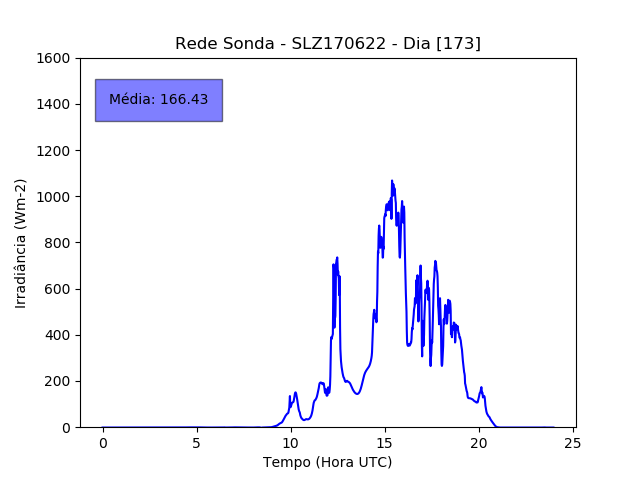 Rede Sonda - SLZ170622 - Dia [173]
1600
1400
1200
1000
800
600
400
200
0
Média: 166.43
Irradiância (Wm-2)
0 5 10 15 20 25
Tempo (Hora UTC)